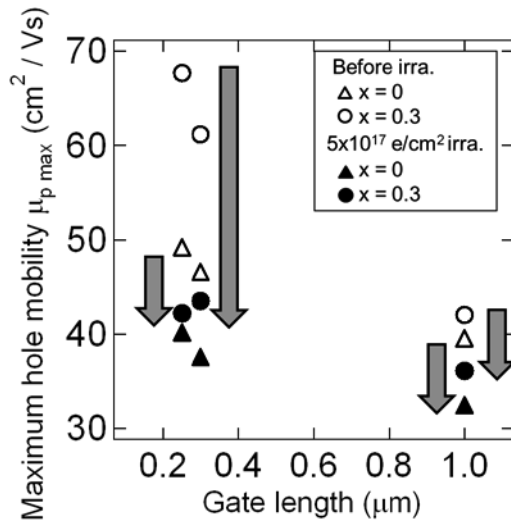 Maximum hole mobility μp max (cm² / Vs)
70
60
50
40
30
Before irra.
x = 0
x = 0.3
5x10¹⁷ e/cm² irra.
x = 0
x = 0.3
0.2 0.4 0.6 0.8 1.0
Gate length (μm)